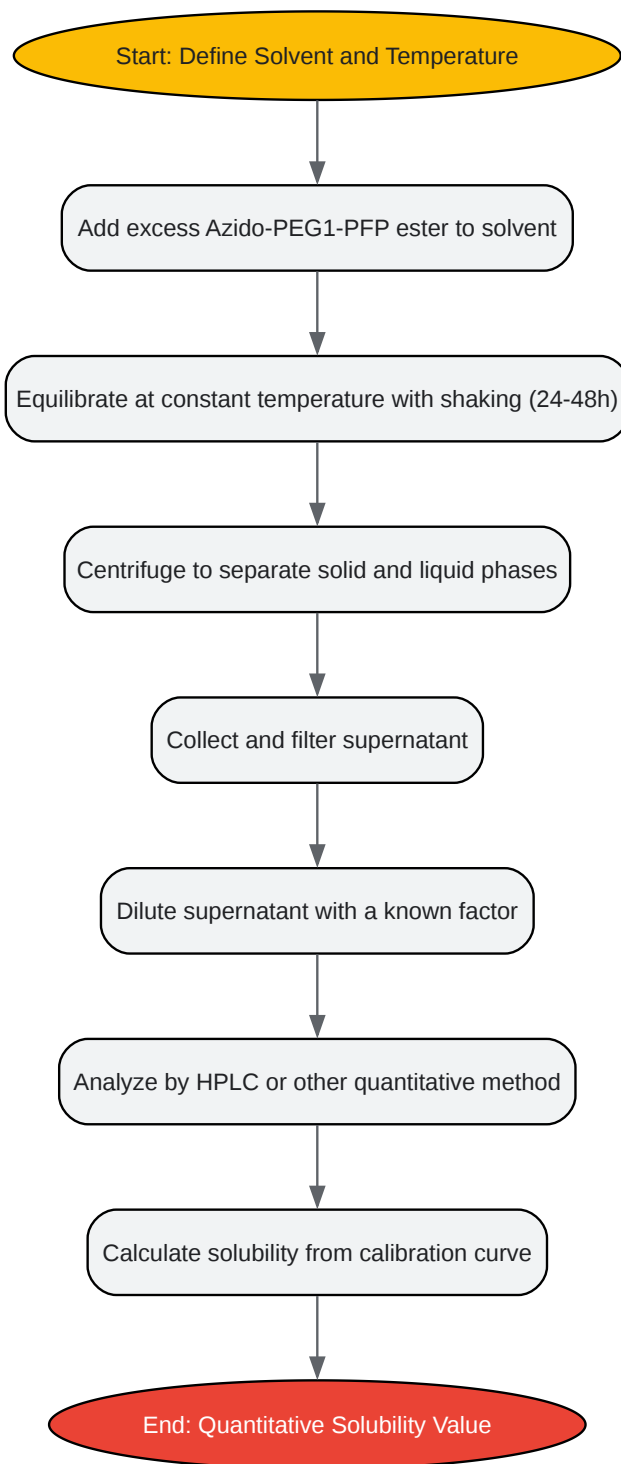 Start: Define Solvent and Temperature
Add excess Azido-PEG1-PFP ester to solvent
Equilibrate at constant temperature with shaking (24-48h)
Centrifuge to separate solid and liquid phases
Collect and filter supernatant
Dilute supernatant with a known factor
Analyze by HPLC or other quantitative method
Calculate solubility from calibration curve
End: Quantitative Solubility Value